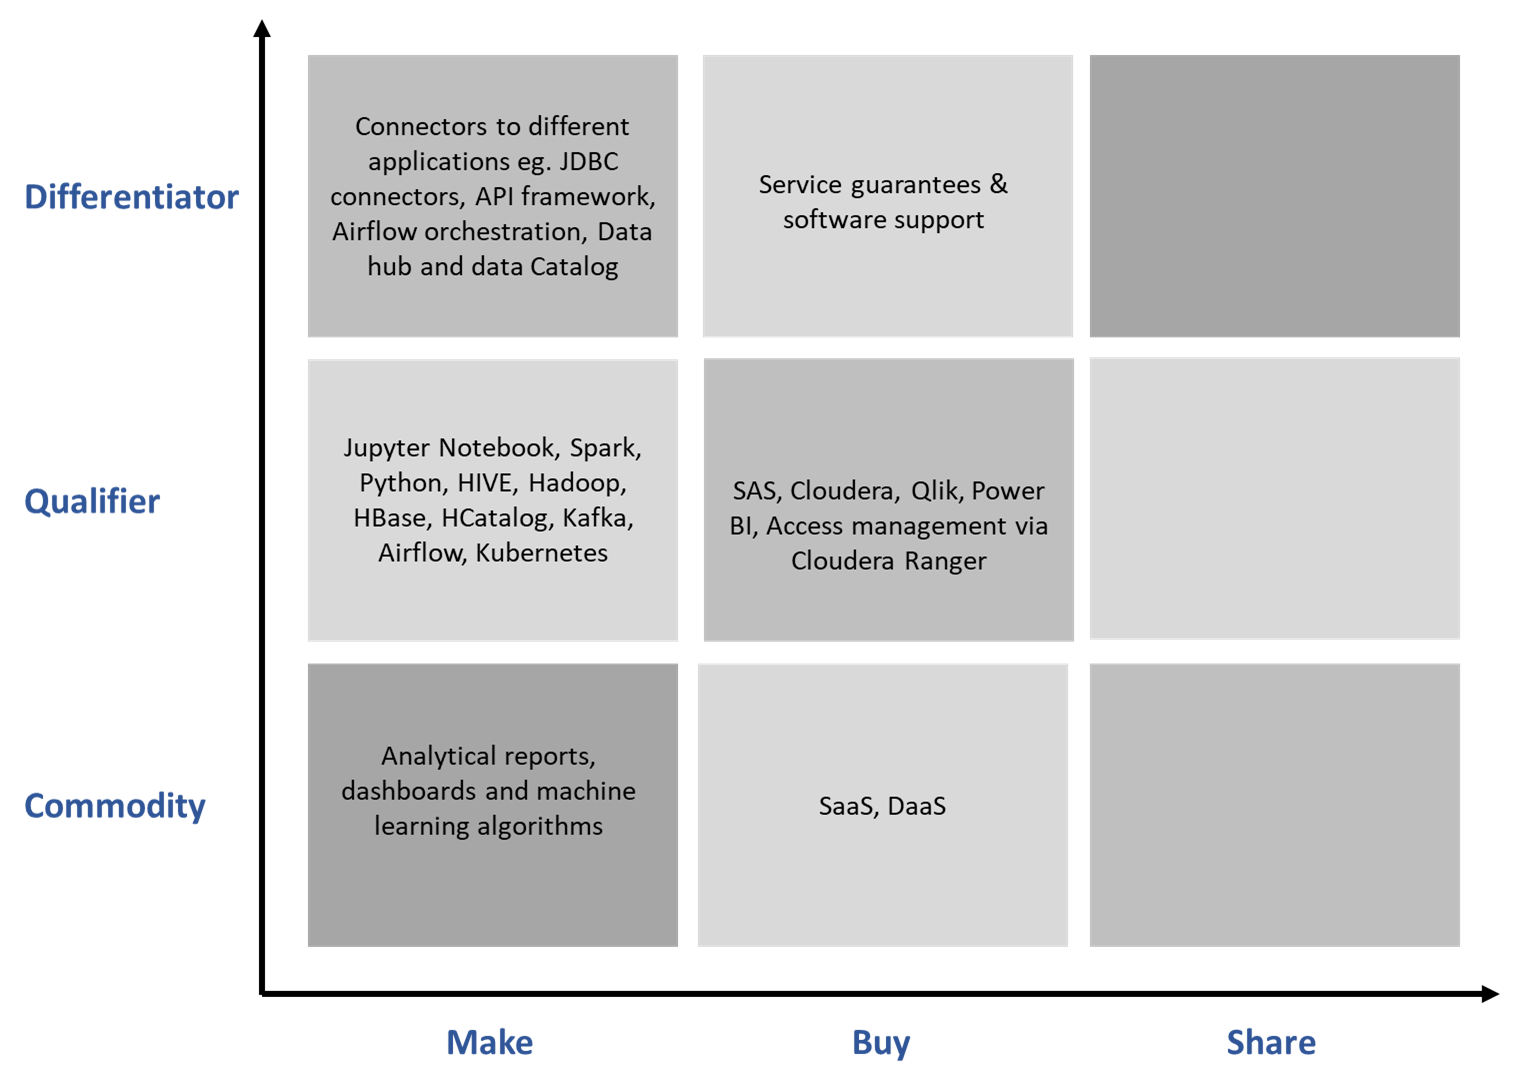 Differentiator
Connectors to different
applications eg. JDBC
connectors, API framework,
Airflow orchestration, Data
hub and data Catalog
Service guarantees &
software support
Qualifier
Jupyter Notebook, Spark,
Python, HIVE, Hadoop,
HBase, HCatalog, Kafka,
Airflow, Kubernetes
SAS, Cloudera, Qlik, Power
BI, Access management via
Cloudera Ranger
Commodity
Analytical reports,
dashboards and machine
learning algorithms
SaaS, DaaS
Make
Buy
Share